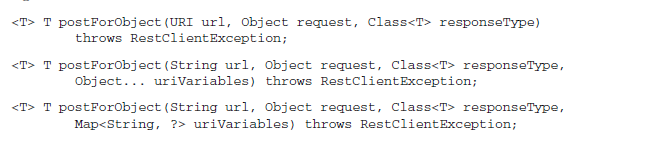 <T> T postForObject(URI url, Object request, Class<T> responseType)
throws RestClientException;
<T> T postForObject(String url, Object request, Class<T> responseType,
Object... uriVariables) throws RestClientException;
<T> T postForObject(String url, Object request, Class<T> responseType,
Map<String, ?> uriVariables) throws RestClientException;